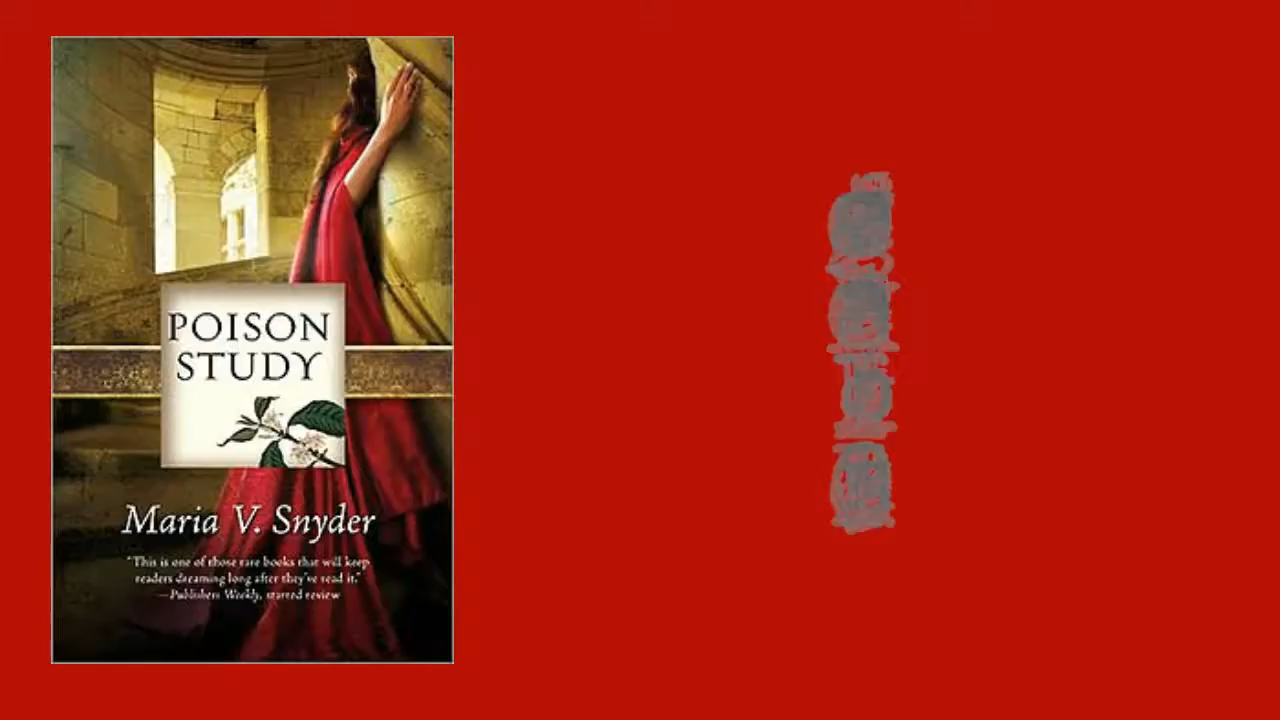 POISON
STUDY
Maria V. Snyder
"This is one of those rare books that will keep
readers dreaming long after they've read it."
—Publishers Weekly, starred review